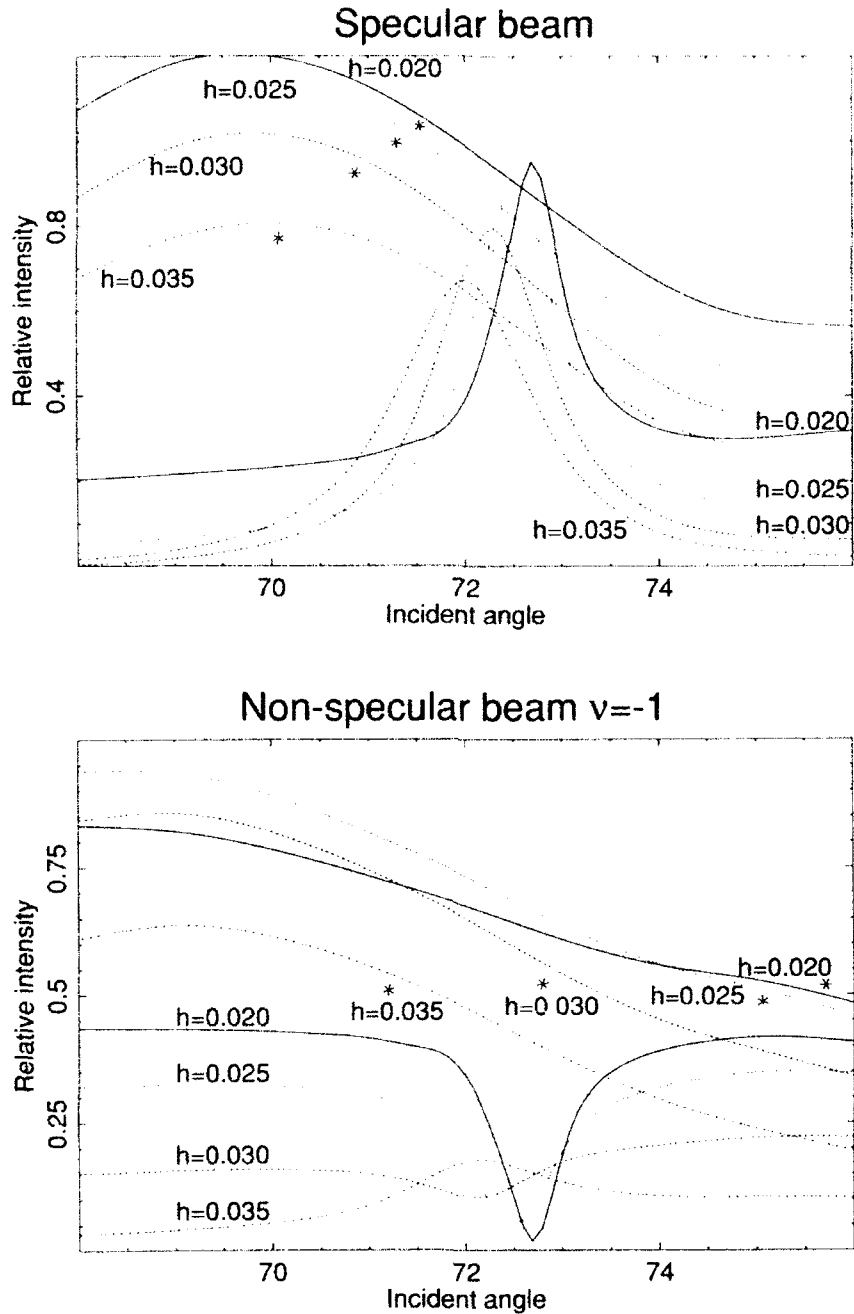 Specular beam
h=0.020
h=0.025
*
*
h=0.030
*
*
h=0.035
h=0.020
h=0.025
h=0.035
h=0.030
Relative intensity
0.4
0.8
70
72
74
Incident angle
Non-specular beam ν=-1
h=0.020
*
*
*
h=0.025
*
h=0.035
h=0 030
h=0.020
h=0.025
h=0.030
h=0.035
Relative intensity
0.25
0.5
0.75
70
72
74
Incident angle